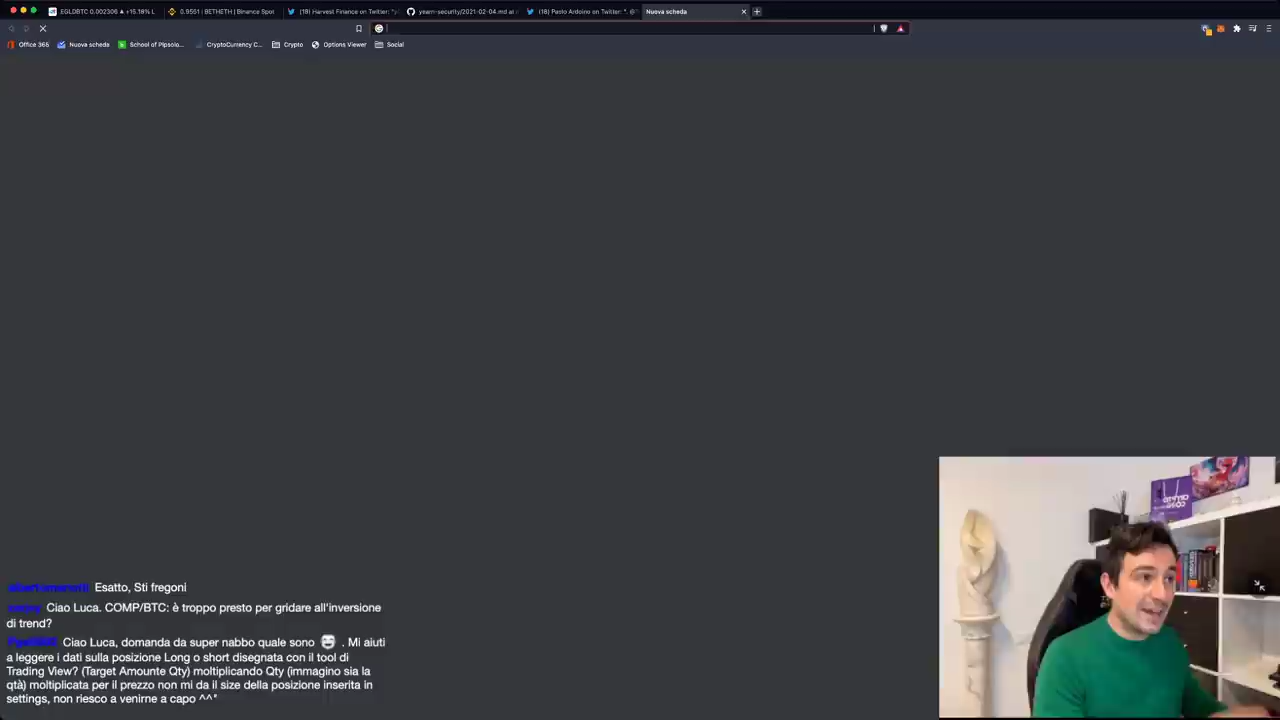 EGLDBTC 0,002306 ▲ +15.18% L
0.9551 | BETHETH | Binance Spot
(18) Harvest Finance on Twitter: "y
yearn-security/2021-02-04.md at
(18) Paolo Ardoino on Twitter: ". @
Nuova scheda
Office 365
Nuova scheda
School of Pipsolo...
CryptoCurrency C...
Crypto
Options Viewer
Social
Esatto, Sti fregoni
Ciao Luca. COMP/BTC: è troppo presto per gridare all'inversione
di trend?
Ciao Luca, domanda da super nabbo quale sono 😄 . Mi aiuti
a leggere i dati sulla posizione Long o short disegnata con il tool di
Trading View? (Target Amounte Qty) moltiplicando Qty (immagino sia la
qtà) moltiplicata per il prezzo non mi da il size della posizione inserita in
settings, non riesco a venirne a capo ^^"